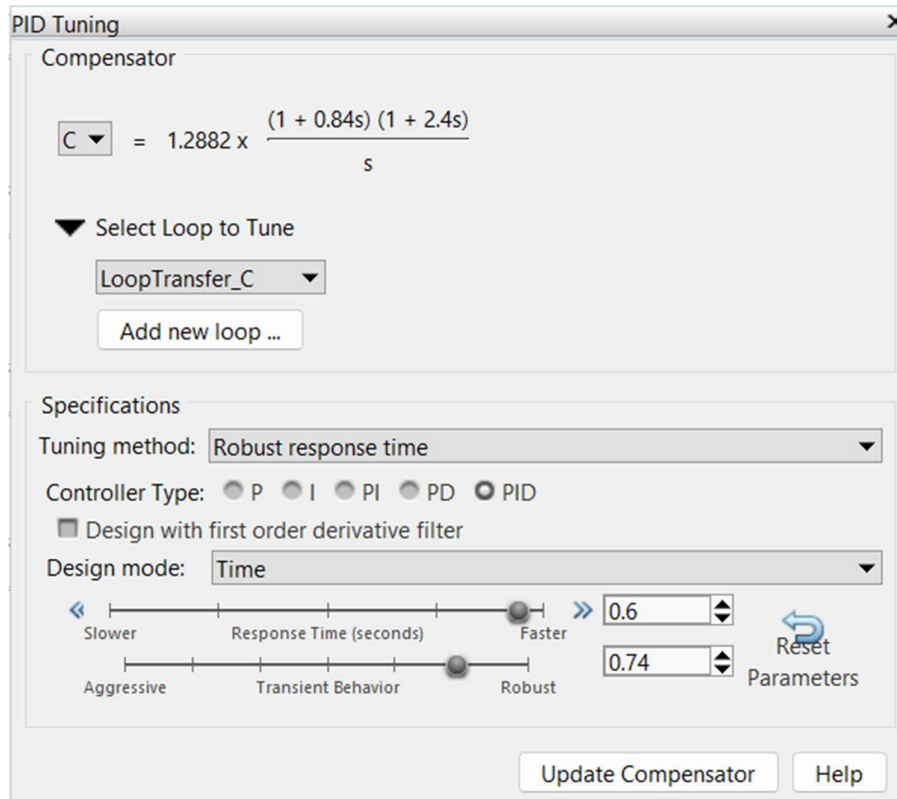 PID Tuning
Compensator
C = 1.2882 x (1 + 0.84s) (1 + 2.4s)
s
Select Loop to Tune
LoopTransfer_C
Add new loop ...
Specifications
Tuning method: Robust response time
Controller Type: P I PI PD PID
Design with first order derivative filter
Design mode: Time
Slower Response Time (seconds) Faster 0.6
Aggressive Transient Behavior Robust 0.74
Reset
Parameters
Update Compensator Help